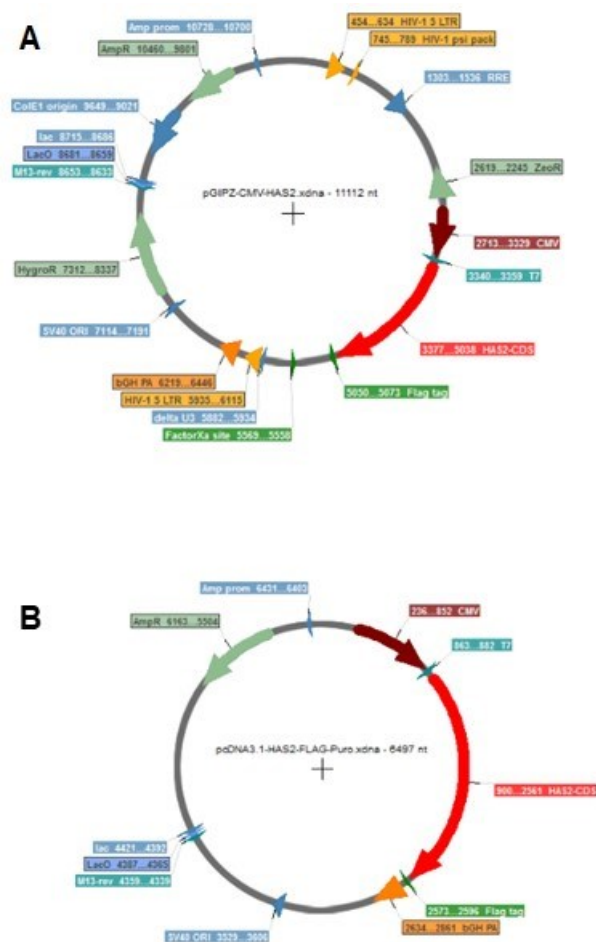 A
Amp prom 10728...10700
454...634 HIV-1 5 LTR
745...789 HIV-1 psi pack
AmpR 10460...9801
1303...1536 RRE
ColE1 origin 9649...9021
lac 8715...8686
LacO 8681...8659
M13-rev 8653...8633
pGIPZ-CMV-HAS2.xdna - 11112 nt
2619...2245 ZeoR
2713...3329 CMV
3340...3359 T7
HygroR 7312...8337
SV40 ORI 7114...7191
3377...5038 HAS2-CDS
bGH PA 6219...6446
HIV-1 5 LTR 5935...6115
5050...5073 Flag tag
delta U3 5882...5934
FactorXa site 5569...5558
B
Amp prom 6431...6403
236...852 CMV
AmpR 6163...5504
863...882 T7
pcDNA3.1-HAS2-FLAG-Puro.xdna - 6497 nt
900...2561 HAS2-CDS
lac 4421...4392
LacO 4387...4365
M13-rev 4359...4339
2573...2596 Flag tag
2634...2861 bGH PA
SV40 ORI 3529...3606